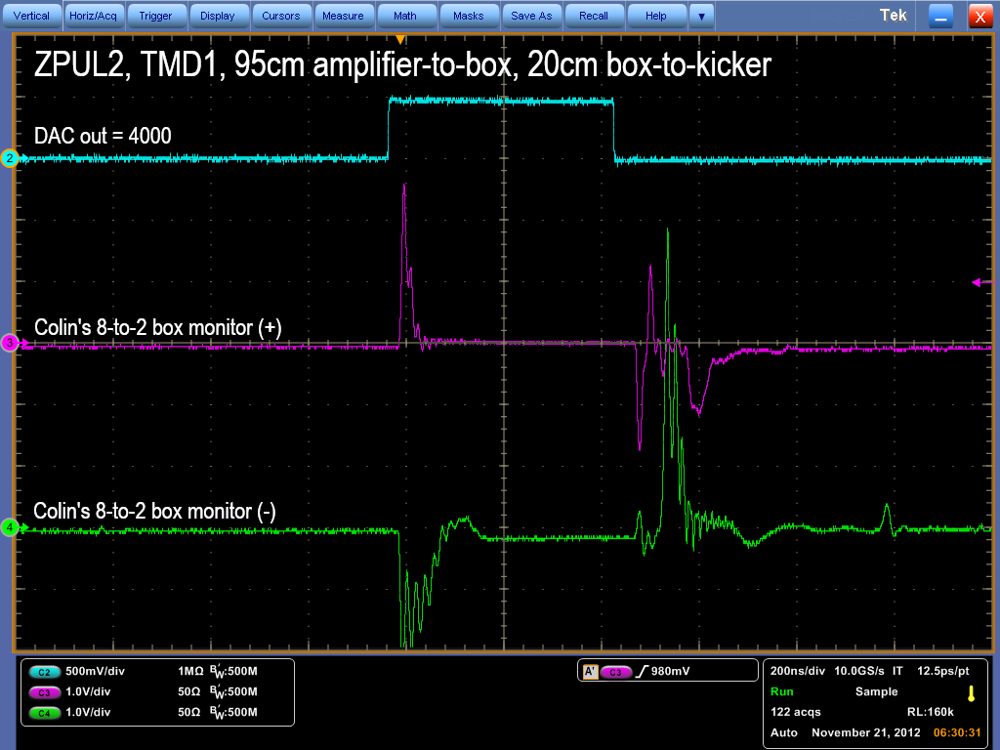 Vertical Horiz/Acq Trigger Display Cursors Measure Math Masks Save As Recall Help Tek X
ZPUL2, TMD1, 95cm amplifier-to-box, 20cm box-to-kicker
DAC out = 4000
2
Colin's 8-to-2 box monitor (+)
3
Colin's 8-to-2 box monitor (-)
4
C2 500mV/div 1MΩ BW:500M
C3 1.0V/div 50Ω BW:500M
C4 1.0V/div 50Ω BW:500M
A' C3 980mV
200ns/div 10.0GS/s IT 12.5ps/pt
Run Sample
122 acqs RL:160k
Auto November 21, 2012 06:30:31